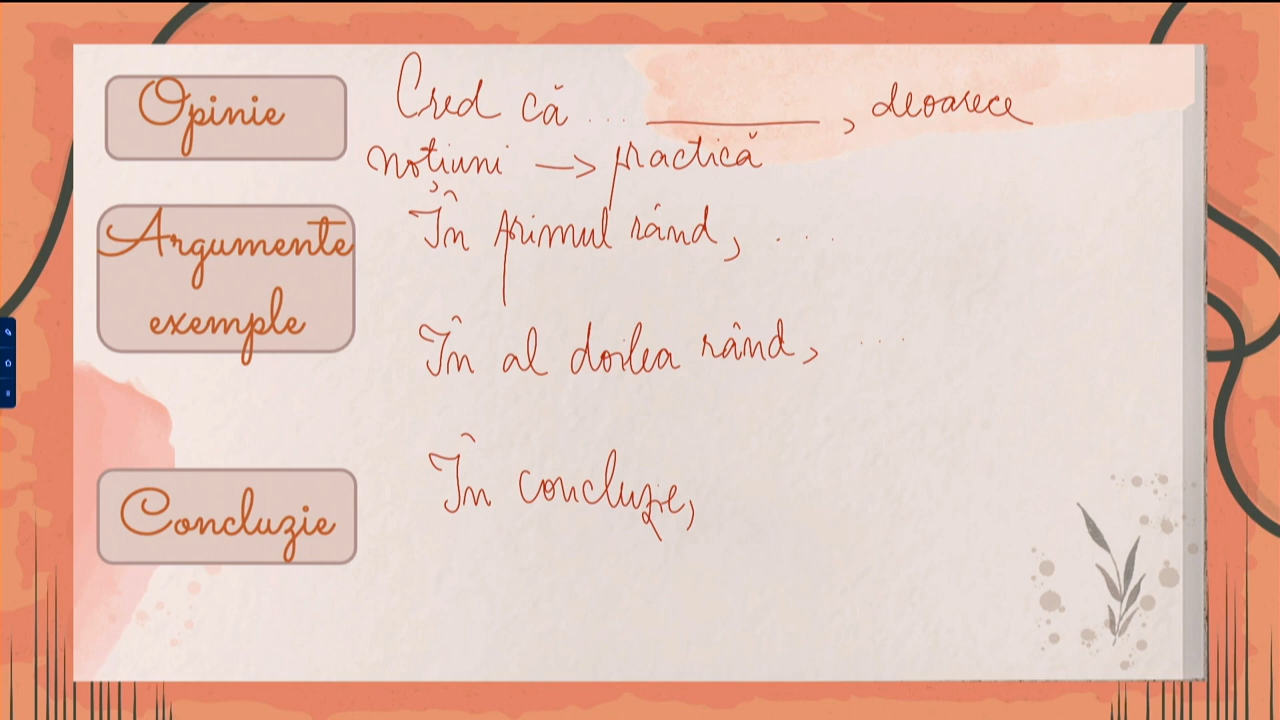 Opinie
Cred că ... ________, deoarece
noțiuni → practică
Argumente
exemple
În primul rând, ...
În al doilea rând, ...
Concluzie
În concluzie,